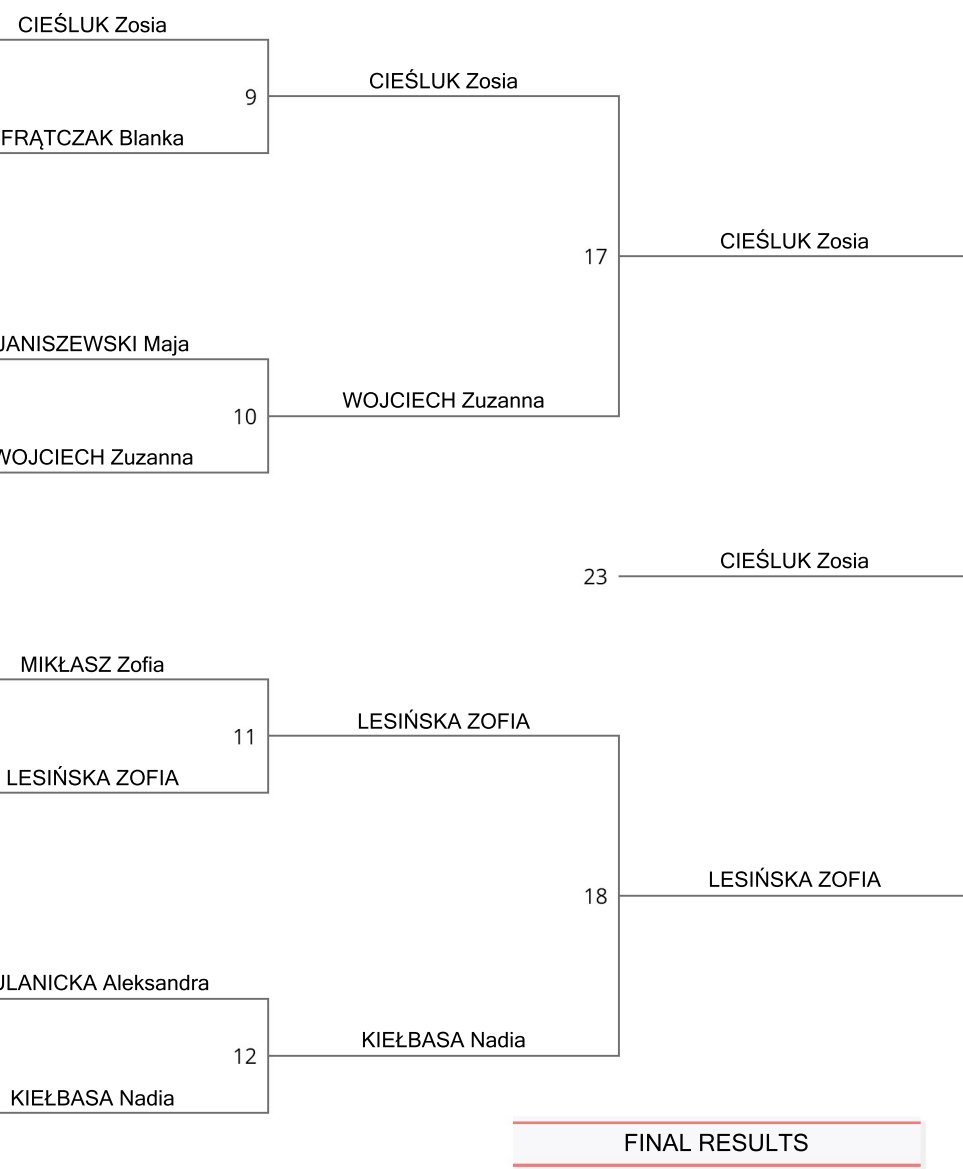 CIEŚLUK Zosia
CIEŚLUK Zosia
9
FRĄTCZAK Blanka
CIEŚLUK Zosia
17
JANISZEWSKI Maja
WOJCIECH Zuzanna
10
WOJCIECH Zuzanna
CIEŚLUK Zosia
23
MIKŁASZ Zofia
LESIŃSKA ZOFIA
11
LESIŃSKA ZOFIA
LESIŃSKA ZOFIA
18
Aleksandra
KIEŁBASA Nadia
12
KIEŁBASA Nadia
FINAL RESULTS